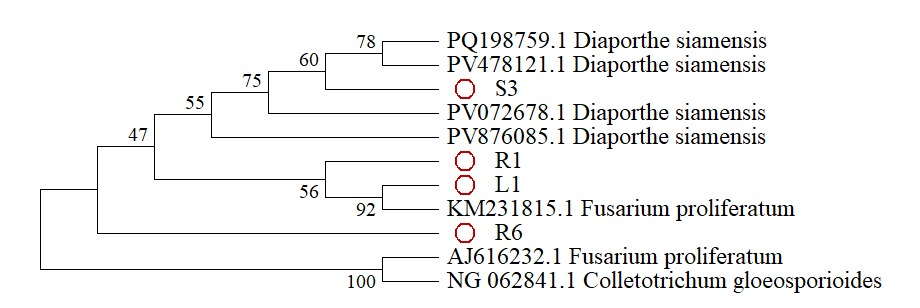 78
PQ198759.1 Diaporthe siamensis
60
PV478121.1 Diaporthe siamensis
75
S3
55
PV072678.1 Diaporthe siamensis
47
PV876085.1 Diaporthe siamensis
R1
56
L1
92
KM231815.1 Fusarium proliferatum
R6
AJ616232.1 Fusarium proliferatum
100
NG 062841.1 Colletotrichum gloeosporioides